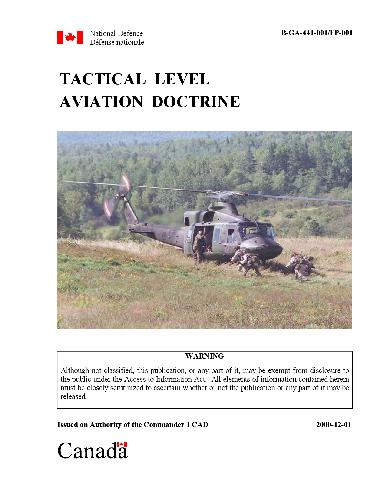 National Defence
Défense nationale
B-GA-441-001/FP-001
TACTICAL LEVEL
AVIATION DOCTRINE
WARNING
Although not classified, this publication, or any part of it, may be exempt from disclosure to
the public under the Access to Information Act. All elements of information contained herein
must be closely scrutinized to ascertain whether or not the publication or any part of it may be
released.
Issued on Authority of the Commander 1 CAD
2000-12-01
Canada